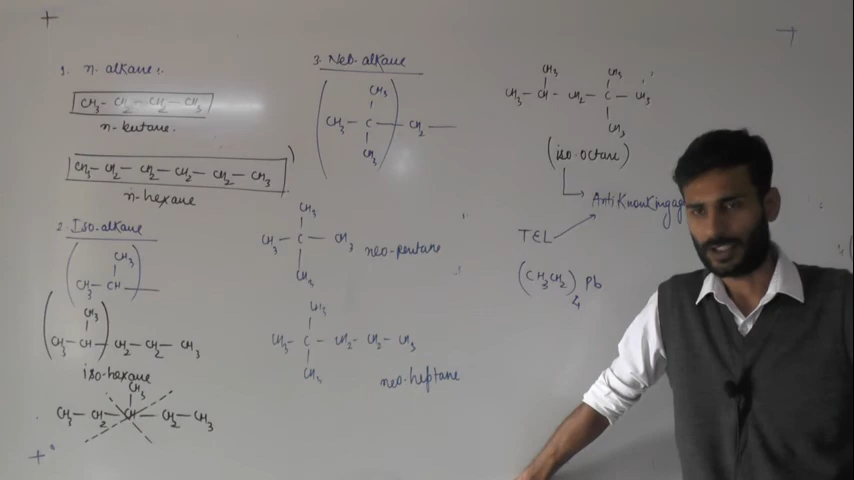 1. n-alkane:
CH3-CH2-CH2-CH3
n-butane.
CH3-CH2-CH2-CH2-CH2-CH3
n-hexane
2. Iso-alkane
CH3
CH3-CH-
CH3
CH3-CH-CH2-CH2-CH3
iso-hexane
CH3
CH3-CH2-CH-CH2-CH3
3. Neo-alkane
CH3
CH3-C-CH2-
CH3
CH3
CH3-C-CH3
CH3
neo-pentane
CH3
CH3-C-CH2-CH2-CH3
CH3
neo-heptane
CH3 CH3
CH3-CH-CH2-C-CH3
CH3
(iso-octane)
TEL
(CH3CH2)4 Pb